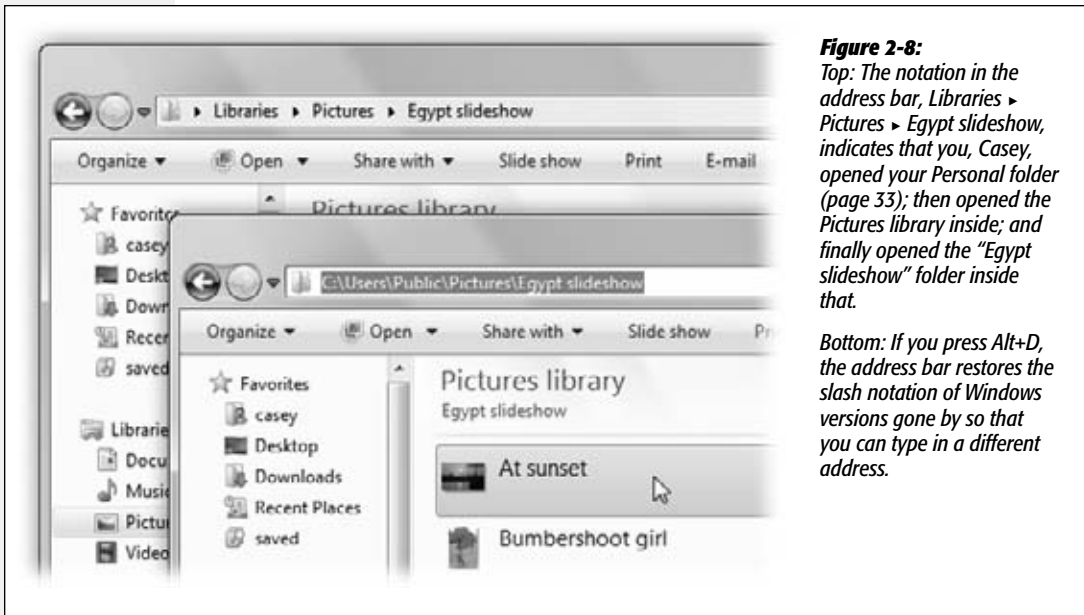 Libraries ▸ Pictures ▸ Egypt slideshow
Organize ▼ Open ▼ Share with ▼ Slide show Print E-mail
Favorites
Pictures library
casey
Deskt
Down
Recen
saved
Librarie
Docu
Music
Pictu
Video
C:\Users\Public\Pictures\Egypt slideshow
Organize ▼ Open ▼ Share with ▼ Slide show Pri
Favorites
casey
Desktop
Downloads
Recent Places
saved
Pictures library
Egypt slideshow
At sunset
Bumbershoot girl
Figure 2-8:
Top: The notation in the
address bar, Libraries ▸
Pictures ▸ Egypt slideshow,
indicates that you, Casey,
opened your Personal folder
(page 33); then opened the
Pictures library inside; and
finally opened the “Egypt
slideshow” folder inside
that.
Bottom: If you press Alt+D,
the address bar restores the
slash notation of Windows
versions gone by so that
you can type in a different
address.